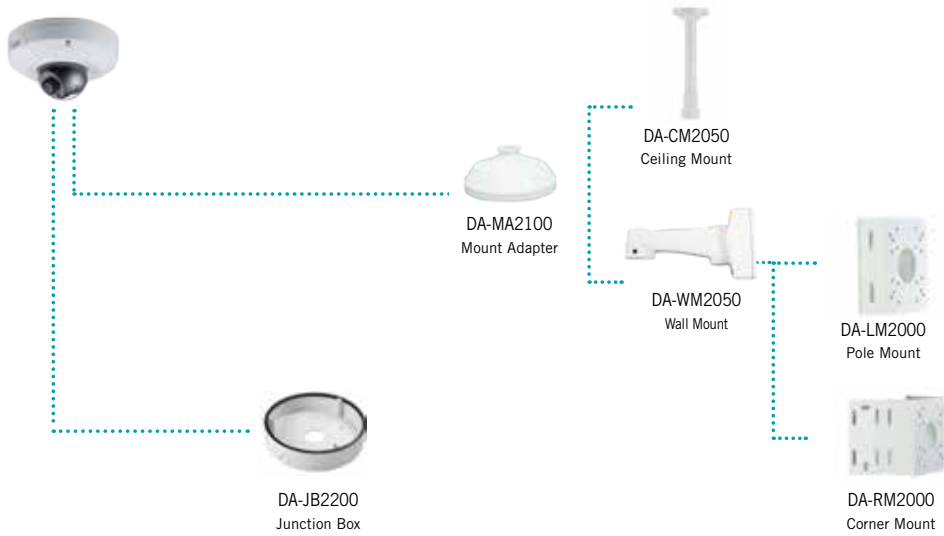 DA-CM2050
Ceiling Mount
DA-MA2100
Mount Adapter
DA-WM2050
Wall Mount
DA-LM2000
Pole Mount
DA-JB2200
Junction Box
DA-RM2000
Corner Mount